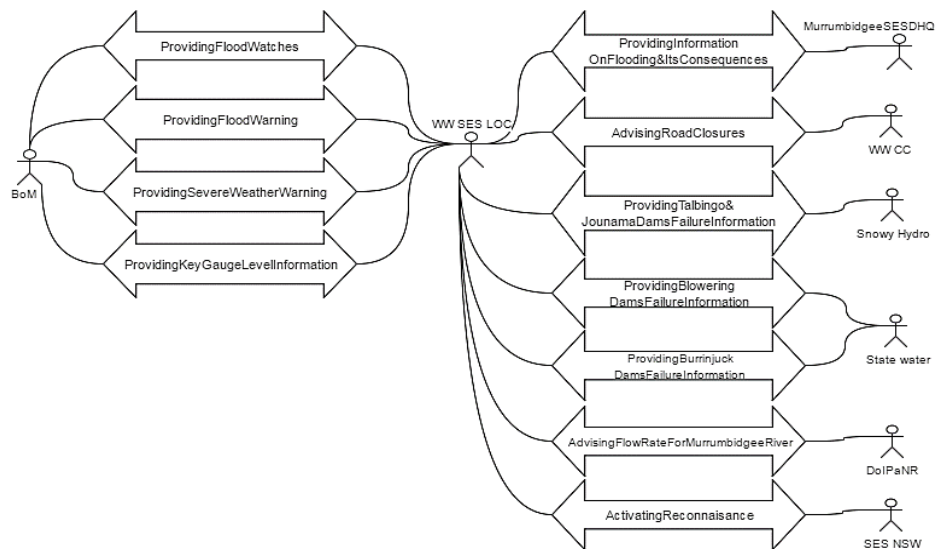 ProvidingFloodWatches
ProvidingFloodWarning
BoM
ProvidingSevereWeatherWarning
ProvidingKeyGaugeLevelInformation
WW SES LOC
ProvidingInformation
OnFlooding&ItsConsequences
MurrumbidgeeSESDHQ
AdvisingRoadClosures
WW CC
ProvidingTalbingo&
JounamaDamsFailureInformation
Snowy Hydro
ProvidingBlowering
DamsFailureInformation
State water
ProvidingBurrinjuck
DamsFailureInformation
AdvisingFlowRateForMurrumbidgeeRiver
DoIPaNR
ActivatingReconnaisance
SES NSW